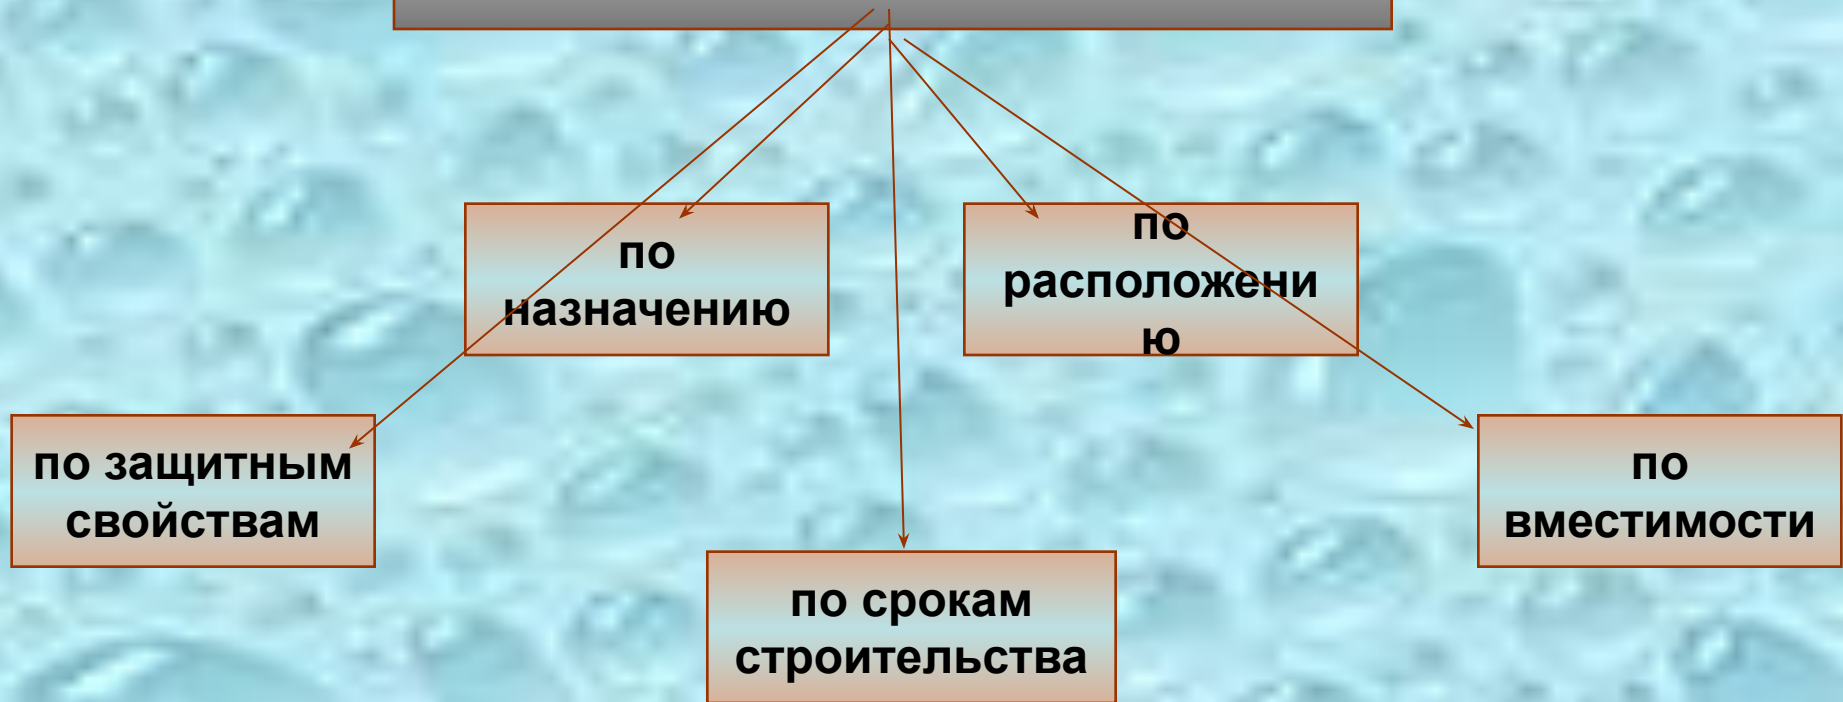 по
назначению
по
расположени
ю
по защитным
свойствам
по
вместимости
по срокам
строительства